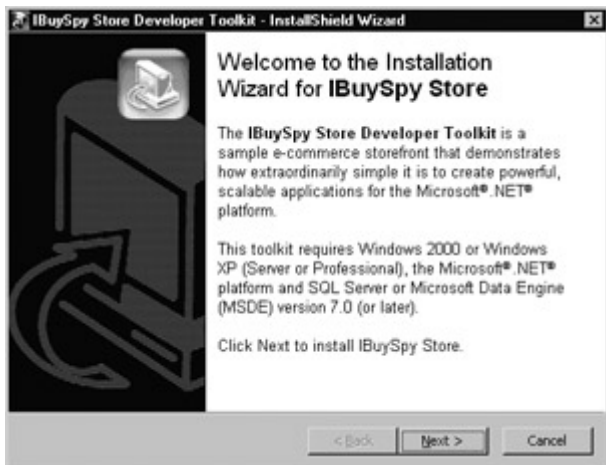 IBuySpy Store Developer Toolkit - InstallShield Wizard
Welcome to the Installation
Wizard for IBuySpy Store
The IBuySpy Store Developer Toolkit is a
sample e-commerce storefront that demonstrates
how extraordinarily simple it is to create powerful,
scalable applications for the Microsoft® .NET®
platform.
This toolkit requires Windows 2000 or Windows
XP (Server or Professional), the Microsoft® .NET®
platform and SQL Server or Microsoft Data Engine
(MSDE) version 7.0 (or later).
Click Next to install IBuySpy Store.
< Back
Next >
Cancel